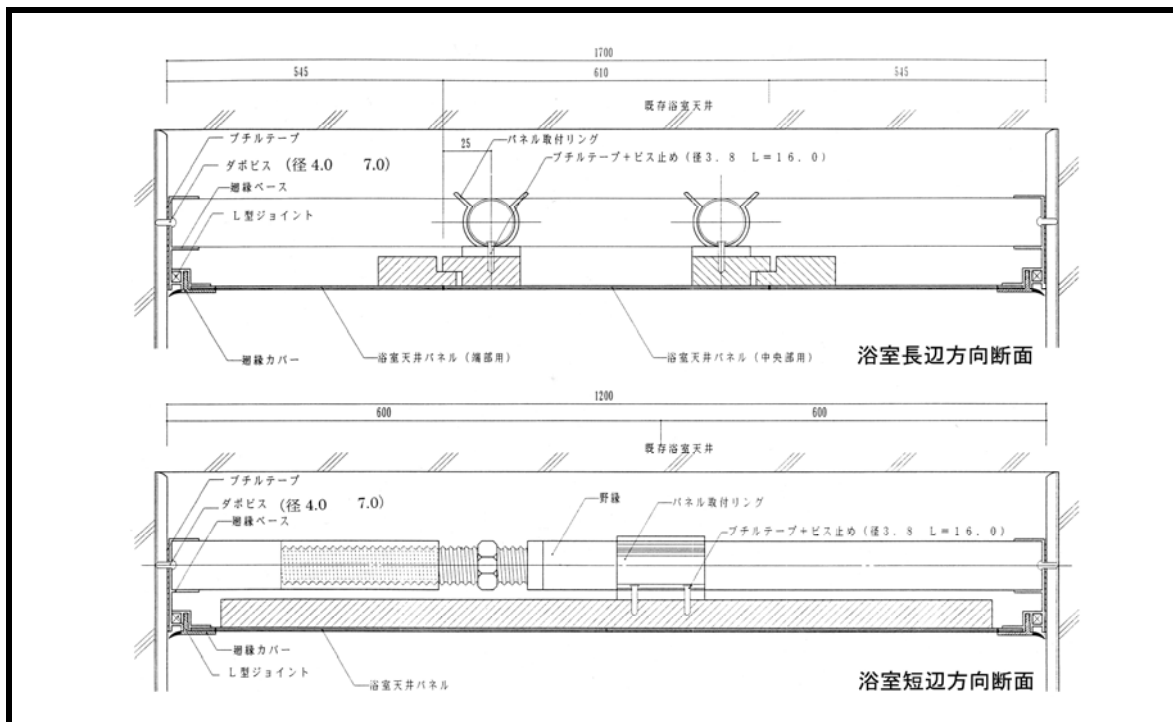 1700
545 610 545
既存浴室天井
ブチルテープ
パネル取付リング
25
ブチルテープ+ビス止め(径3.8 L=16.0)
ダボビス (径4.0 7.0)
廻縁ベース
L型ジョイント
廻縁カバー
浴室天井パネル(端部用)
浴室天井パネル(中央部用)
浴室長辺方向断面
1200
600 600
既存浴室天井
ブチルテープ
ダボビス (径4.0 7.0)
廻縁ベース
野縁
パネル取付リング
ブチルテープ+ビス止め(径3.8 L=16.0)
廻縁カバー
L型ジョイント
浴室天井パネル
浴室短辺方向断面